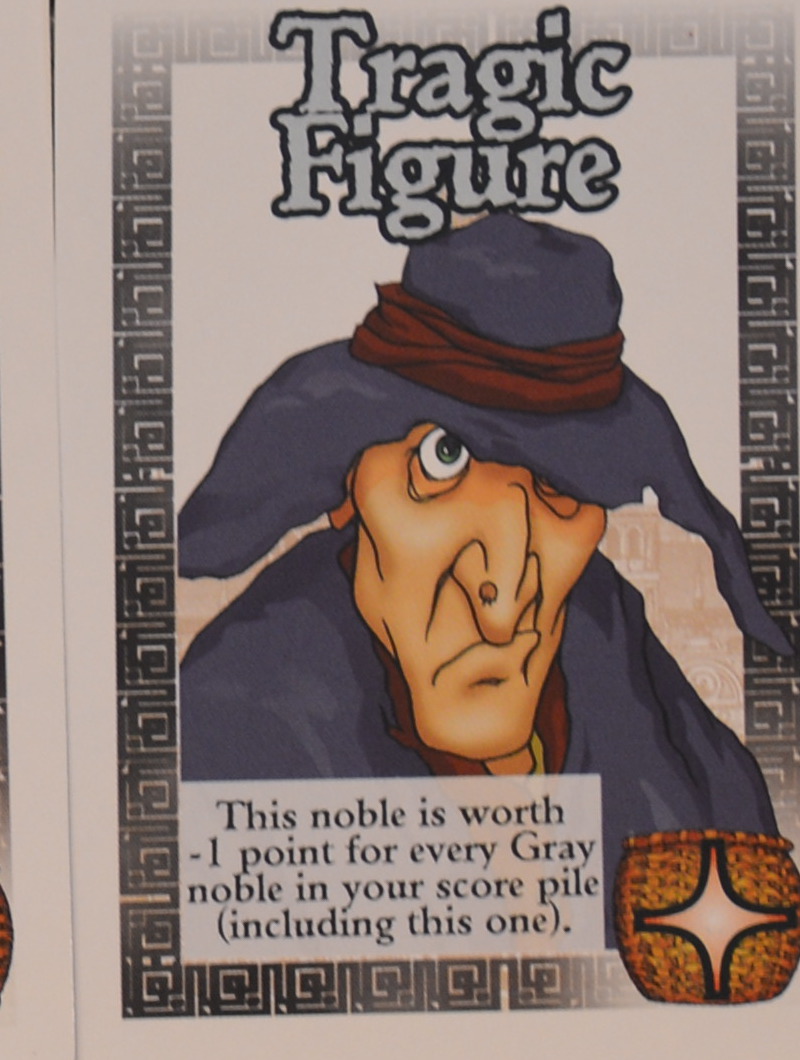 Tragic
Figure
This noble is worth
-1 point for every Gray
noble in your score pile
(including this one).